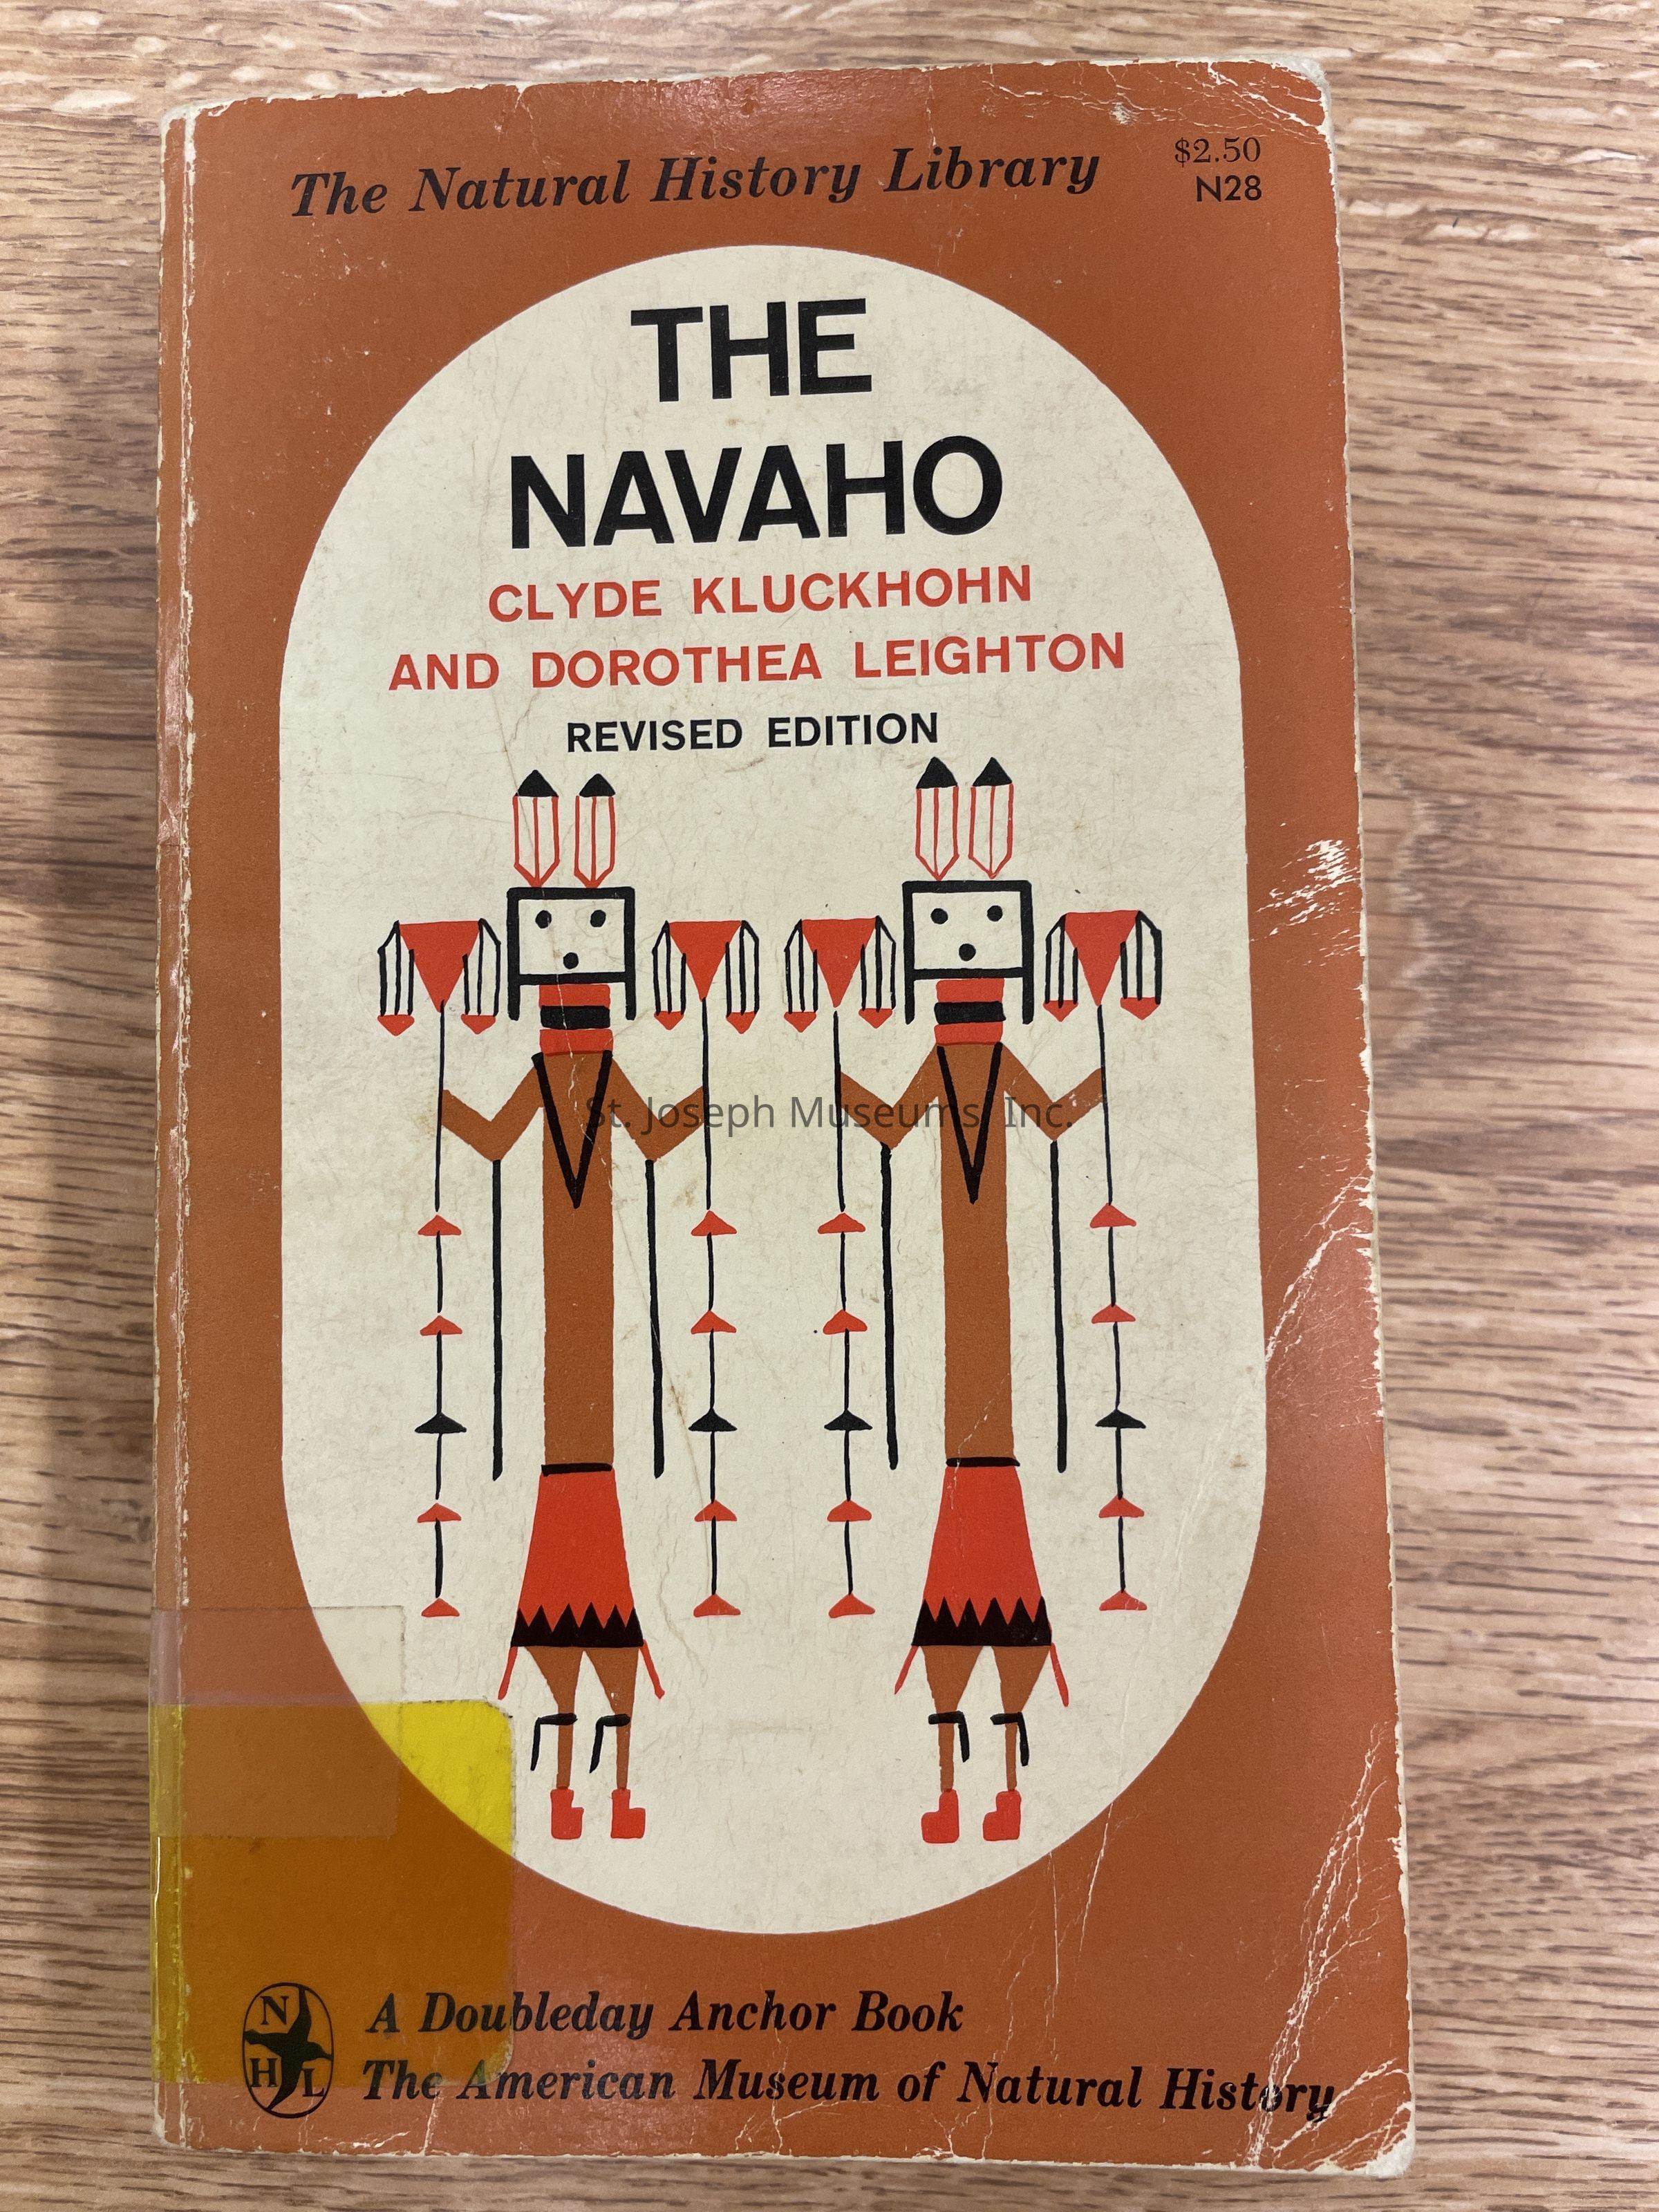 The Natural History Library
$2.50
N28
THE
NAVAHO
CLYDE KLUCKHOHN
AND DOROTHEA LEIGHTON
REVISED EDITION
St. Joseph Museums, Inc.
N
H L
A Doubleday Anchor Book
The American Museum of Natural History